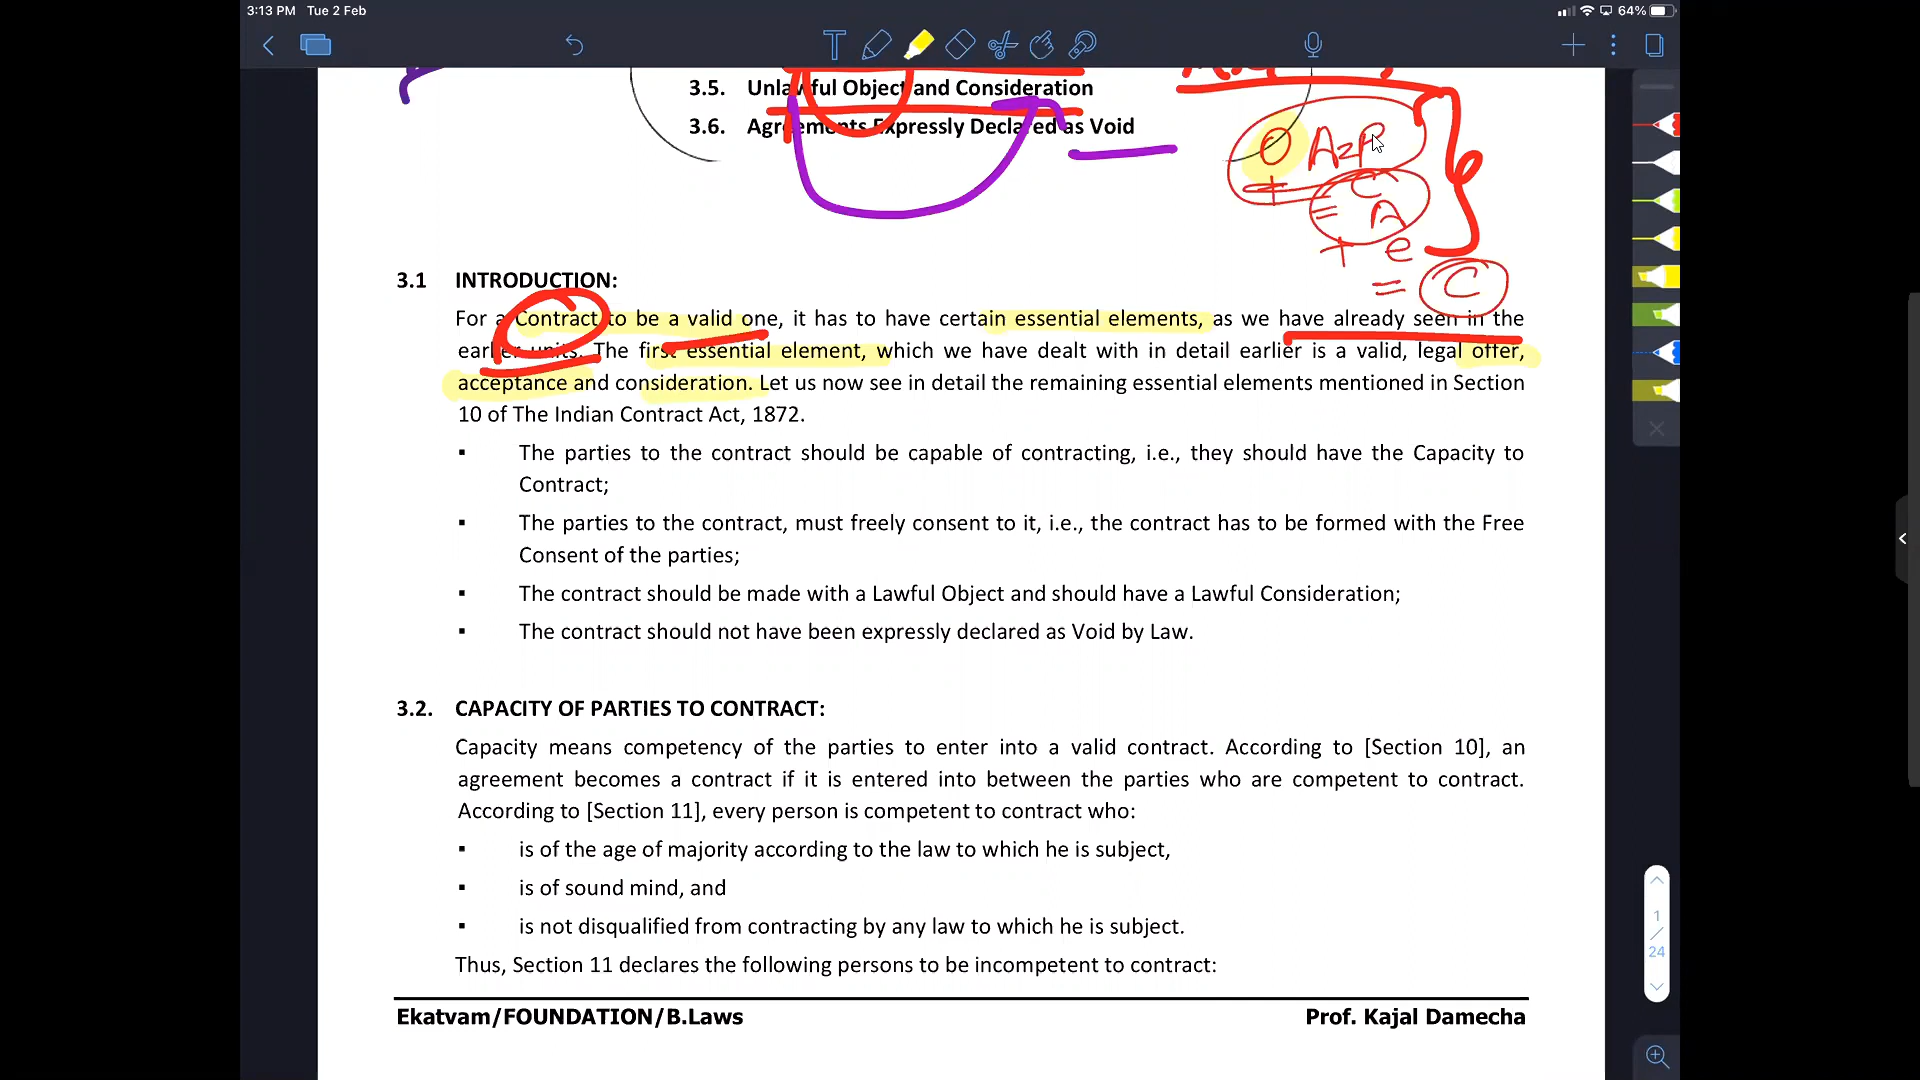 3:13 PM Tue 2 Feb
64%
3.5. Unlawful Object and Consideration
3.6. Agreements Expressly Declared as Void
O A = P
+ C
= A
+ e
= C
3.1 INTRODUCTION:
For a Contract to be a valid one, it has to have certain essential elements, as we have already seen in the
earlier units. The first essential element, which we have dealt with in detail earlier is a valid, legal offer,
acceptance and consideration. Let us now see in detail the remaining essential elements mentioned in Section
10 of The Indian Contract Act, 1872.
▪ The parties to the contract should be capable of contracting, i.e., they should have the Capacity to
Contract;
▪ The parties to the contract, must freely consent to it, i.e., the contract has to be formed with the Free
Consent of the parties;
▪ The contract should be made with a Lawful Object and should have a Lawful Consideration;
▪ The contract should not have been expressly declared as Void by Law.
3.2. CAPACITY OF PARTIES TO CONTRACT:
Capacity means competency of the parties to enter into a valid contract. According to [Section 10], an
agreement becomes a contract if it is entered into between the parties who are competent to contract.
According to [Section 11], every person is competent to contract who:
▪ is of the age of majority according to the law to which he is subject,
▪ is of sound mind, and
▪ is not disqualified from contracting by any law to which he is subject.
Thus, Section 11 declares the following persons to be incompetent to contract:
Ekatvam/FOUNDATION/B.Laws Prof. Kajal Damecha
1
/
24